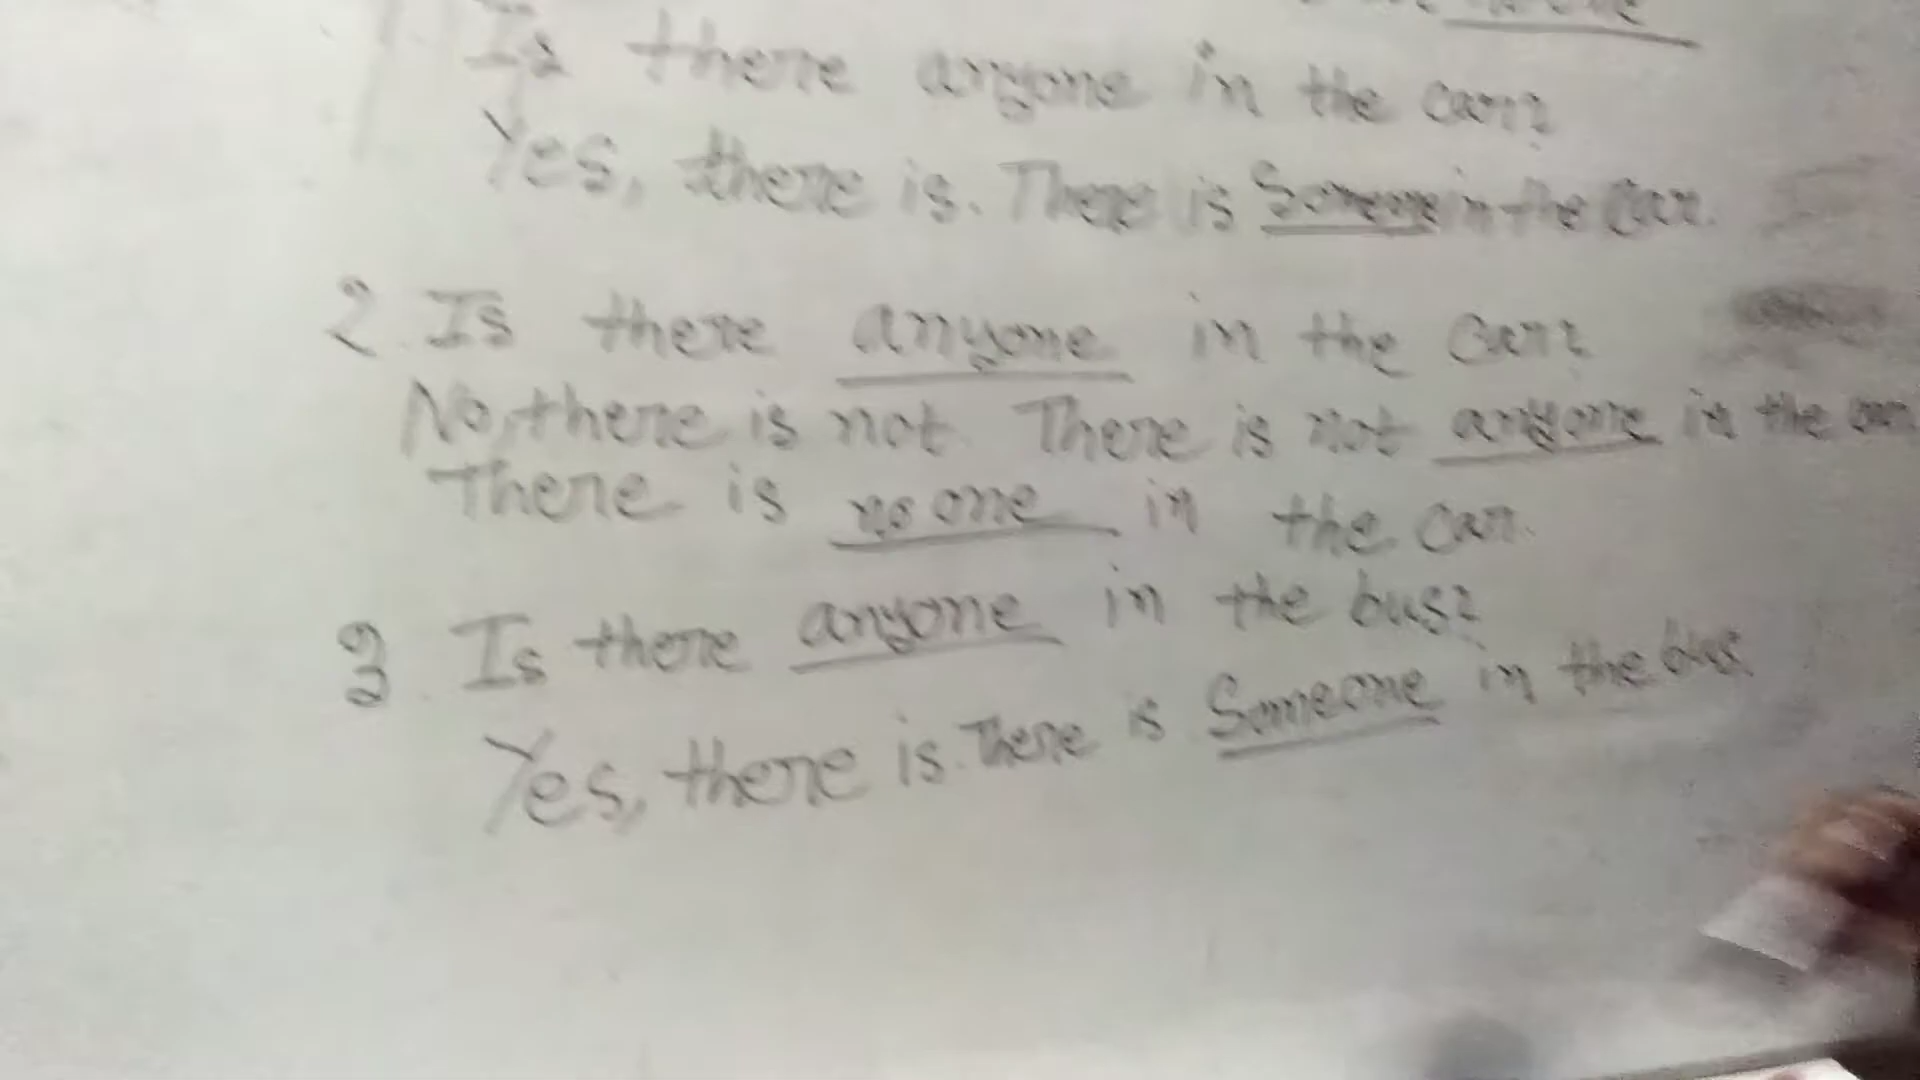 Is there anyone in the car?
Yes, there is. There is Someone in the car.
2. Is there anyone in the car?
No, there is not. There is not anyone in the car
There is no one in the car.
3. Is there anyone in the bus?
Yes, there is. There is Someone in the bus.